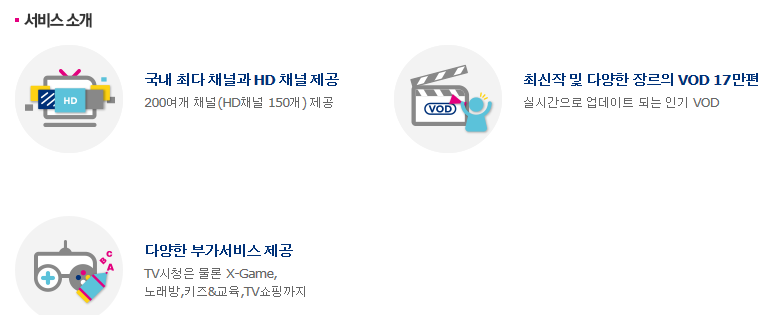 서비스 소개
HD
국내 최다 채널과 HD 채널 제공
200여개 채널(HD채널 150개) 제공
VOD
최신작 및 다양한 장르의 VOD 17만편
실시간으로 업데이트 되는 인기 VOD
B C A
다양한 부가서비스 제공
TV시청은 물론 X-Game,
노래방,키즈&교육,TV쇼핑까지